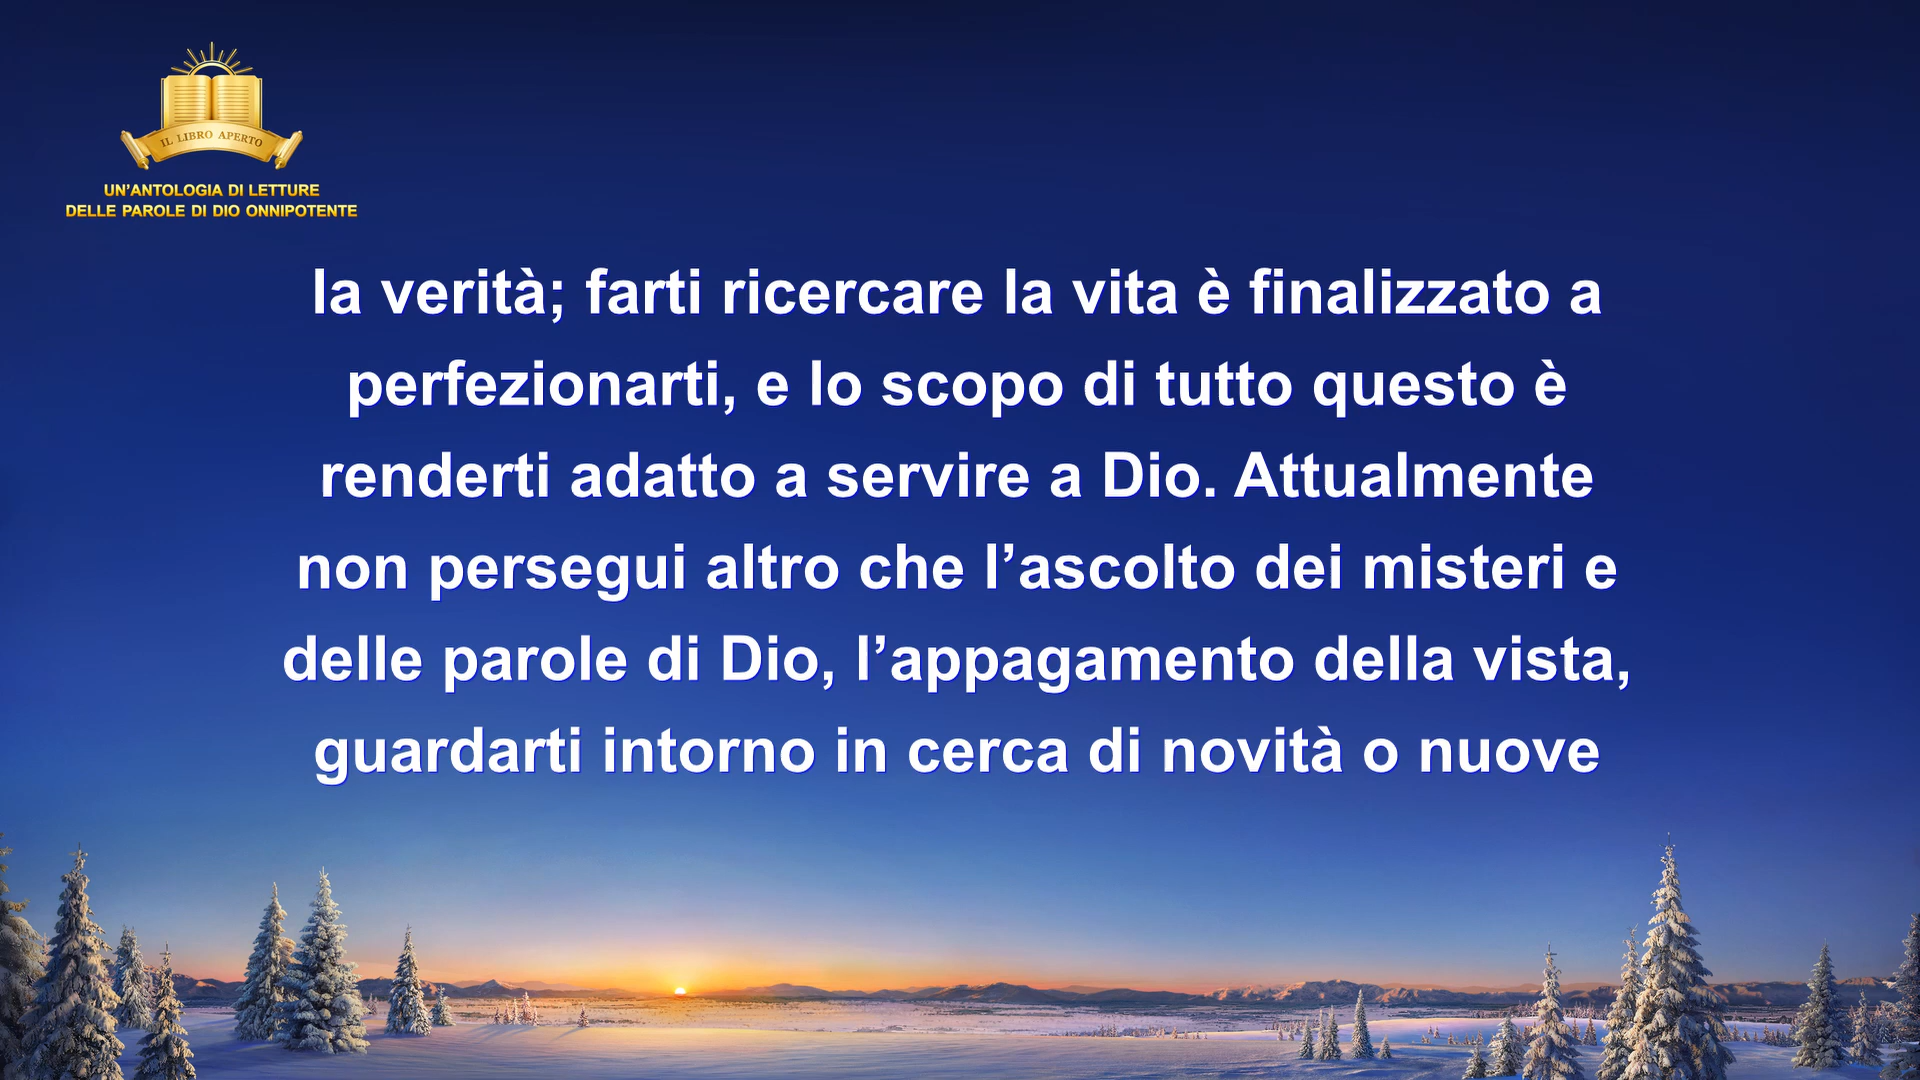 IL LIBRO APERTO
UN’ANTOLOGIA DI LETTURE
DELLE PAROLE DI DIO ONNIPOTENTE
la verità; farti ricercare la vita è finalizzato a
perfezionarti, e lo scopo di tutto questo è
renderti adatto a servire a Dio. Attualmente
non persegui altro che l’ascolto dei misteri e
delle parole di Dio, l’appagamento della vista,
guardarti intorno in cerca di novità o nuove